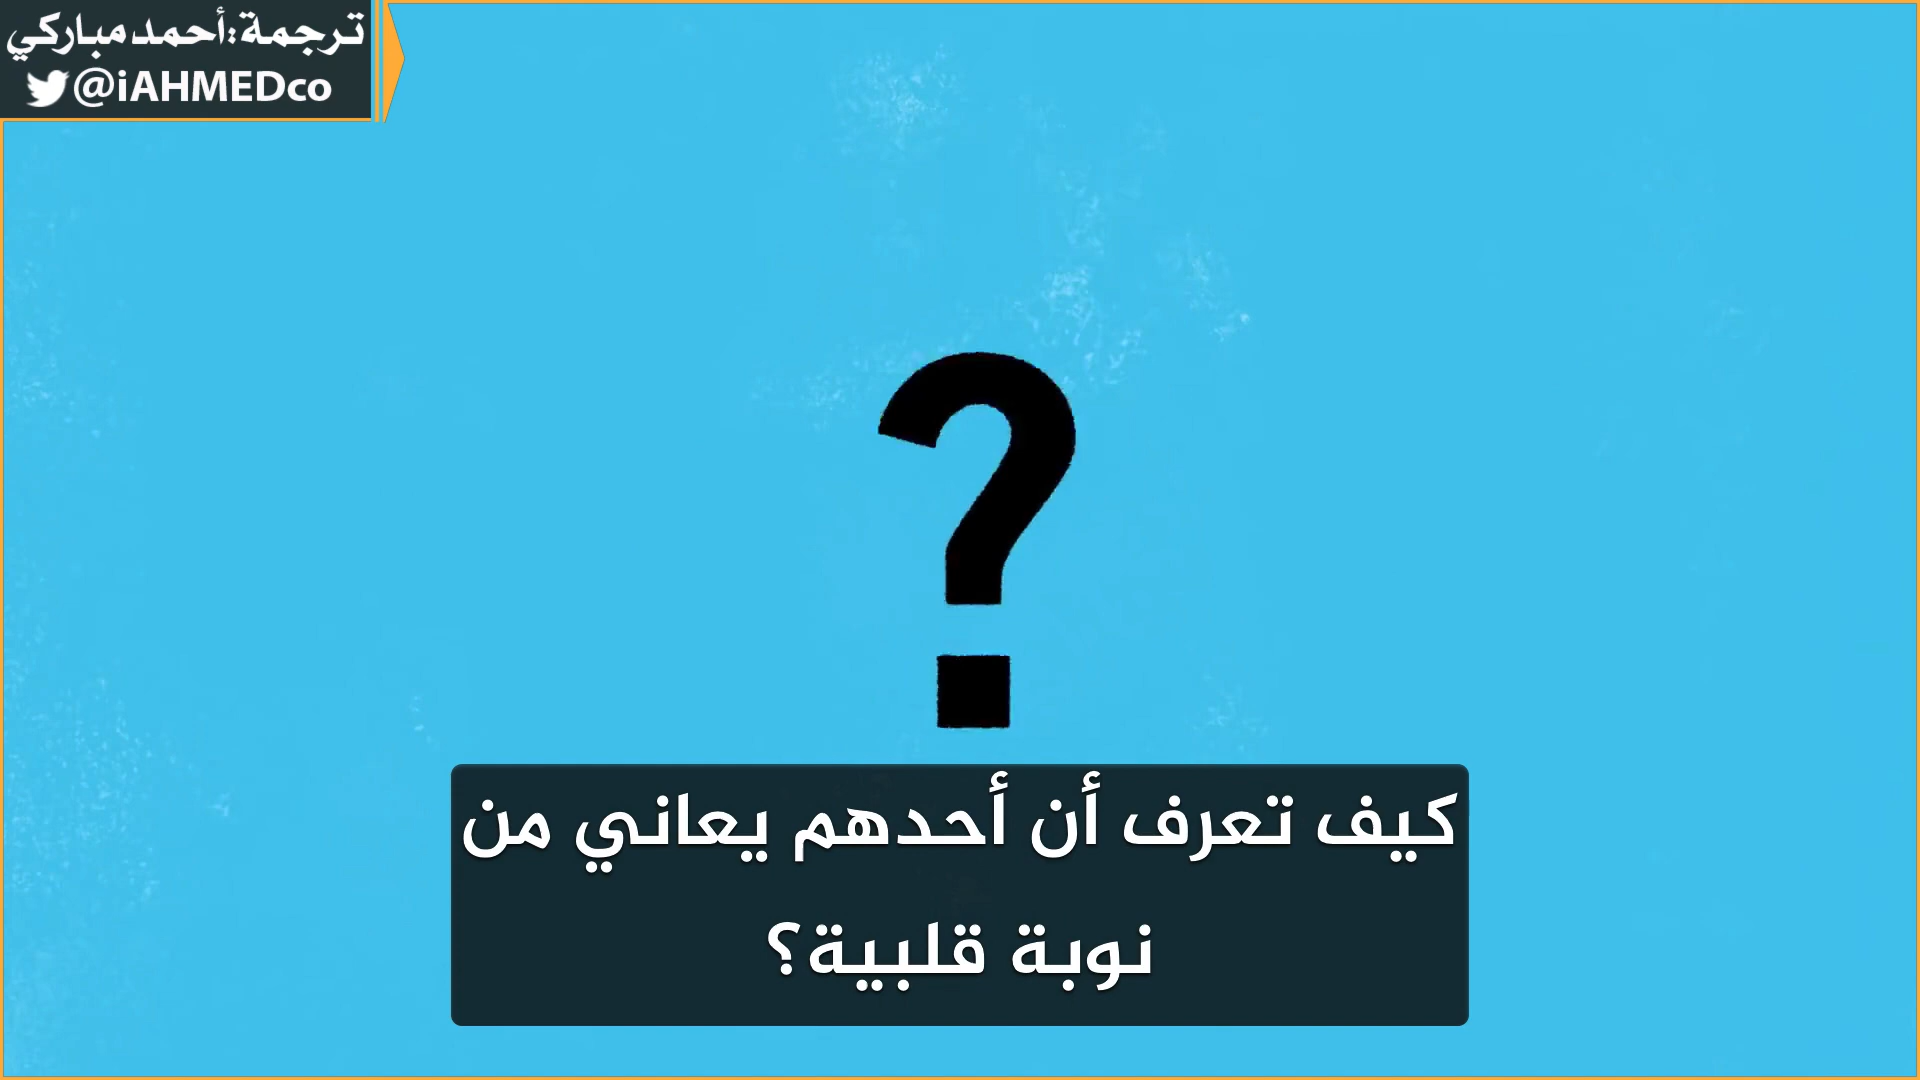 ترجمة:أحمد مباركي
@iAHMEDco
?
كيف تعرف أن أحدهم يعاني من
نوبة قلبية؟